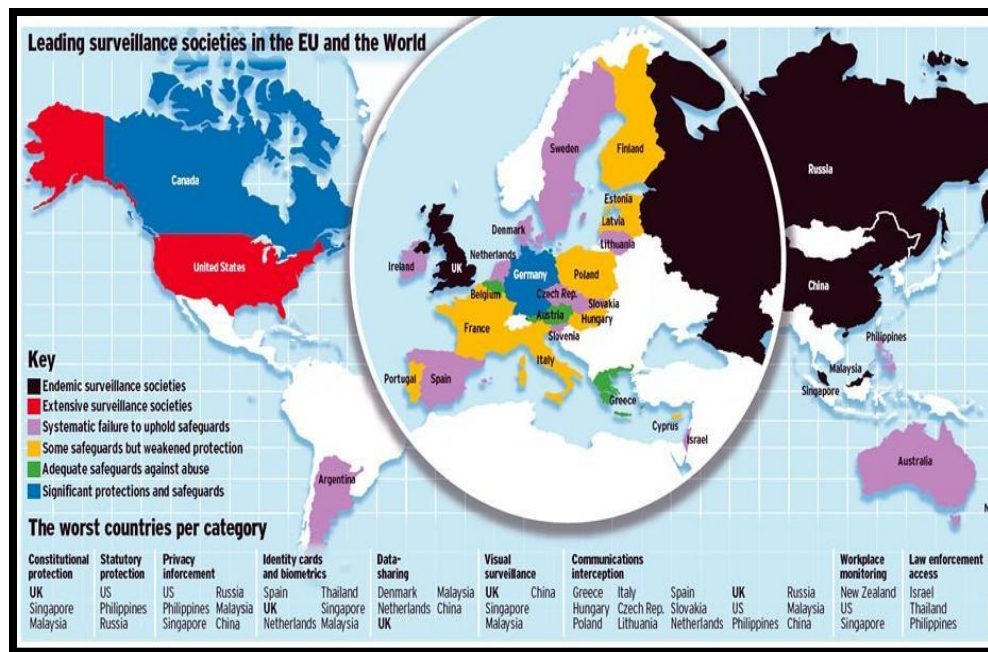 Leading surveillance societies in the EU and the World
Canada
United States
Argentina
Sweden
Finland
Estonia
Latvia
Lithuania
Denmark
Ireland
UK
Netherlands
Germany
Poland
Belgium
Czech Rep.
Slovakia
Austria
Hungary
France
Slovenia
Italy
Portugal
Spain
Greece
Cyprus
Israel
Russia
China
Philippines
Malaysia
Singapore
Australia
N
Key
Endemic surveillance societies
Extensive surveillance societies
Systematic failure to uphold safeguards
Some safeguards but weakened protection
Adequate safeguards against abuse
Significant protections and safeguards
The worst countries per category
Constitutional
protection
UK
Singapore
Malaysia
Statutory
protection
US
Philippines
Russia
Privacy
inforcement
US Russia
Philippines Malaysia
Singapore China
Identity cards
and biometrics
Spain Thailand
UK Singapore
Netherlands Malaysia
Data-
sharing
Denmark Malaysia
Netherlands China
UK
Visual
surveillance
UK China
Singapore
Malaysia
Communications
interception
Greece Italy Spain UK Russia
Hungary Czech Rep. Slovakia US Malaysia
Poland Lithuania Netherlands Philippines China
Workplace
monitoring
New Zealand
US
Singapore
Law enforcement
access
Israel
Thailand
Philippines